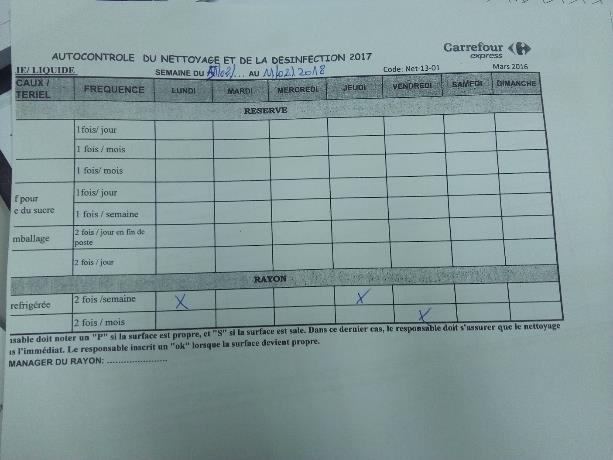 Carrefour
express
AUTOCONTROLE DU NETTOYAGE ET DE LA DESINFECTION 2017
IE/ LIQUIDE
SEMAINE DU /... AU 11/02/2018
Code: Net-13-01
Mars 2016
CAUX / TERIEL FREQUENCE LUNDI MARDI MERCREDI JEUDI VENDREDI SAMEDI DIMANCHE
RESERVE
1fois/ jour
1 fois / mois
1 fois/ mois
f pour
e du sucre
1fois/ jour
1 fois / semaine
mballage
2 fois / jour en fin de
poste
2 fois / jour
RAYON
refrigérée 2 fois /semaine X X
2 fois / mois X
isable doit noter un "P" si la surface est propre, et "S" si la surface est sale. Dans ce dernier cas, le responsable doit s'assurer que le nettoyage
s l'immédiat. Le responsable inscrit un "ok" lorsque la surface devient propre.
MANAGER DU RAYON: ......................